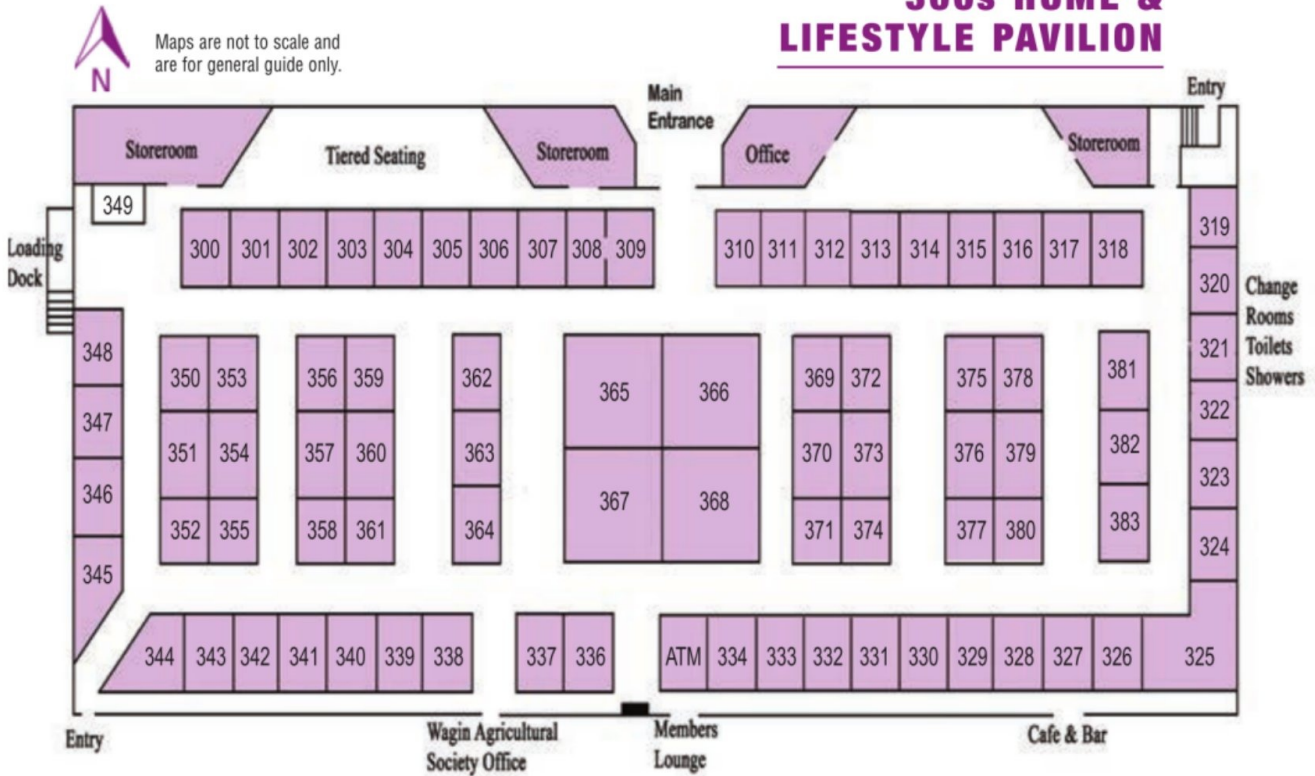 LIFESTYLE PAVILION
N
Maps are not to scale and
are for general guide only.
Main
Entrance
Entry
Storeroom
Tiered Seating
Storeroom
Office
Storeroom
349
Loading
Dock
300 301 302 303 304 305 306 307 308 309
310 311 312 313 314 315 316 317 318
319
320
321
322
323
324
Change
Rooms
Toilets
Showers
348
347
346
345
350 353
351 354
352 355
356 359
357 360
358 361
362
363
364
365 366
367 368
369 372
370 373
371 374
375 378
376 379
377 380
381
382
383
344 343 342 341 340 339 338
337 336
ATM 334 333 332 331 330 329 328 327 326 325
Entry
Wagin Agricultural
Society Office
Members
Lounge
Cafe & Bar